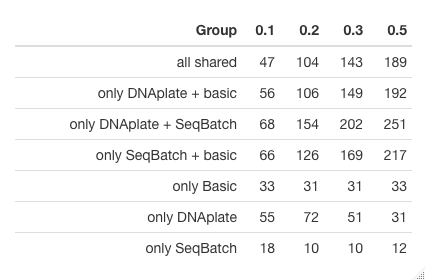 Group 0.1 0.2 0.3 0.5
all shared 47 104 143 189
only DNAplate + basic 56 106 149 192
only DNAplate + SeqBatch 68 154 202 251
only SeqBatch + basic 66 126 169 217
only Basic 33 31 31 33
only DNAplate 55 72 51 31
only SeqBatch 18 10 10 12